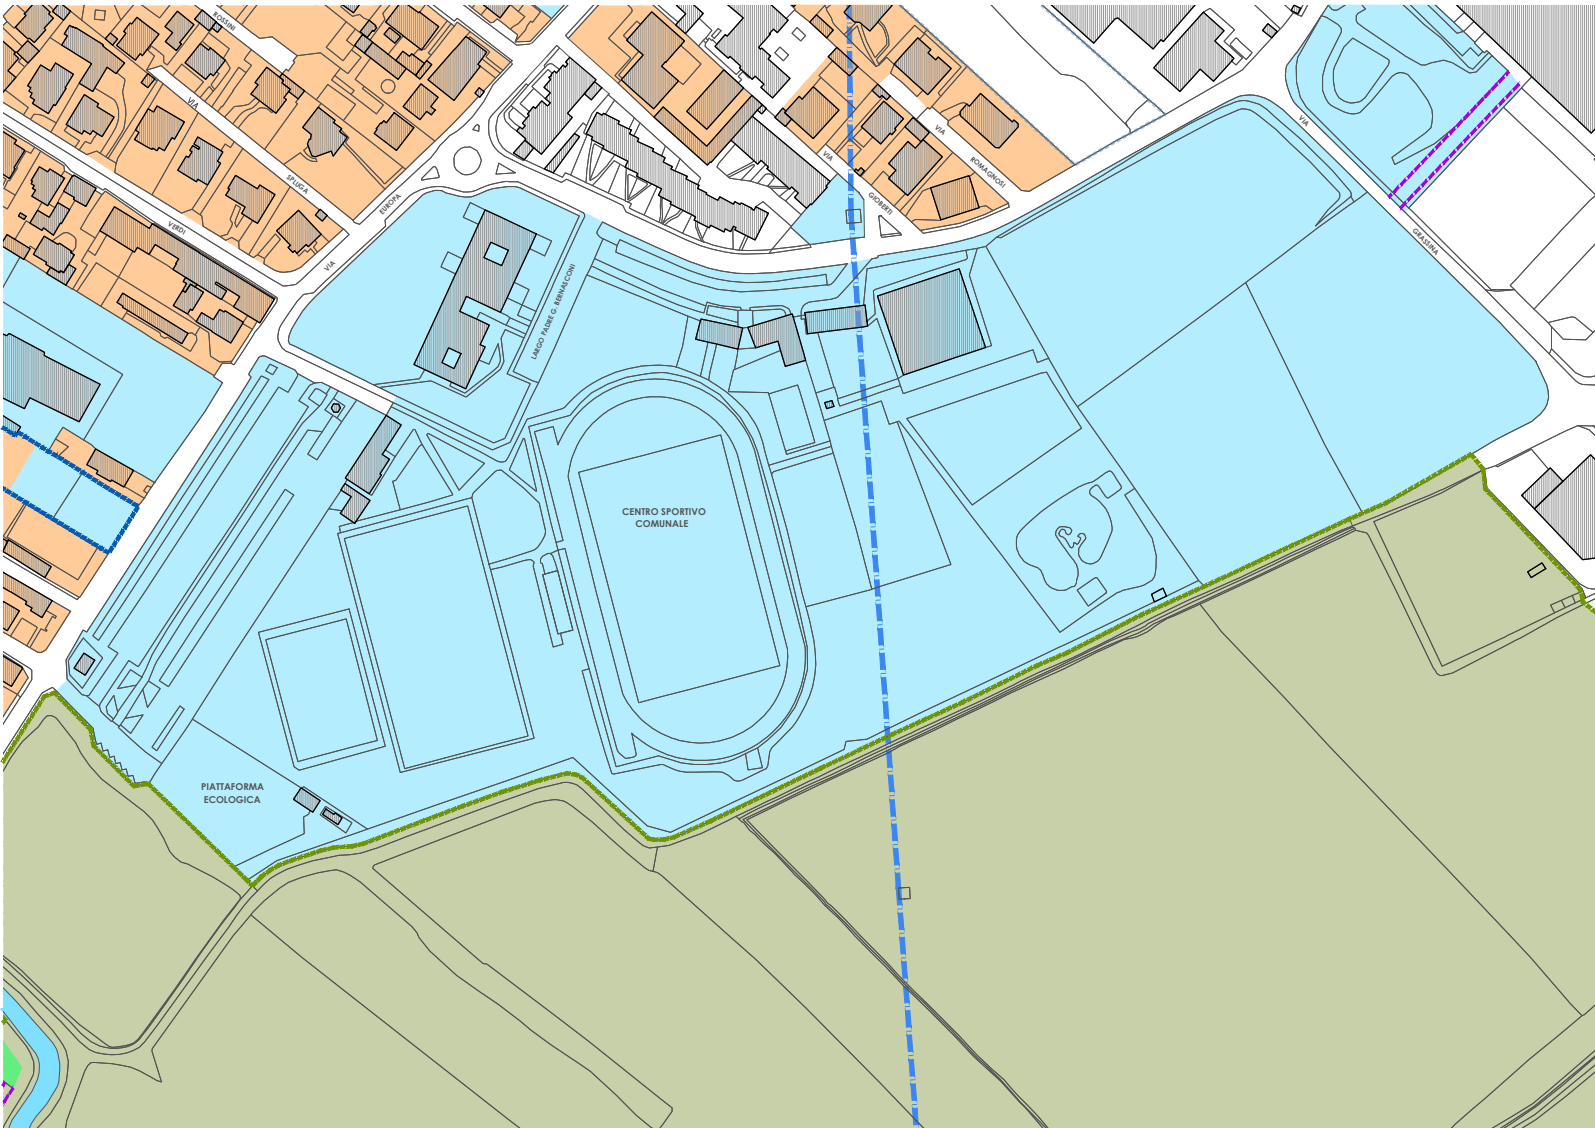 ROSSINI
VIA
SPLUGA
VERDI
EUROPA
VIA
LARGO PADRE G. BERNASCONI
VIA
GIOBERTI
VIA
ROMAGNOSI
VIA
GRASSINA
CENTRO SPORTIVO
COMUNALE
PIATTAFORMA
ECOLOGICA